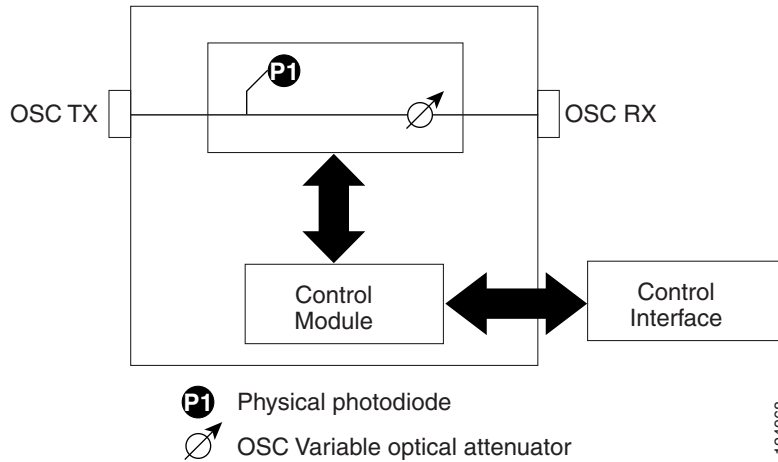 P1
OSC TX
OSC RX
Control
Module
Control
Interface
P1 Physical photodiode
OSC Variable optical attenuator